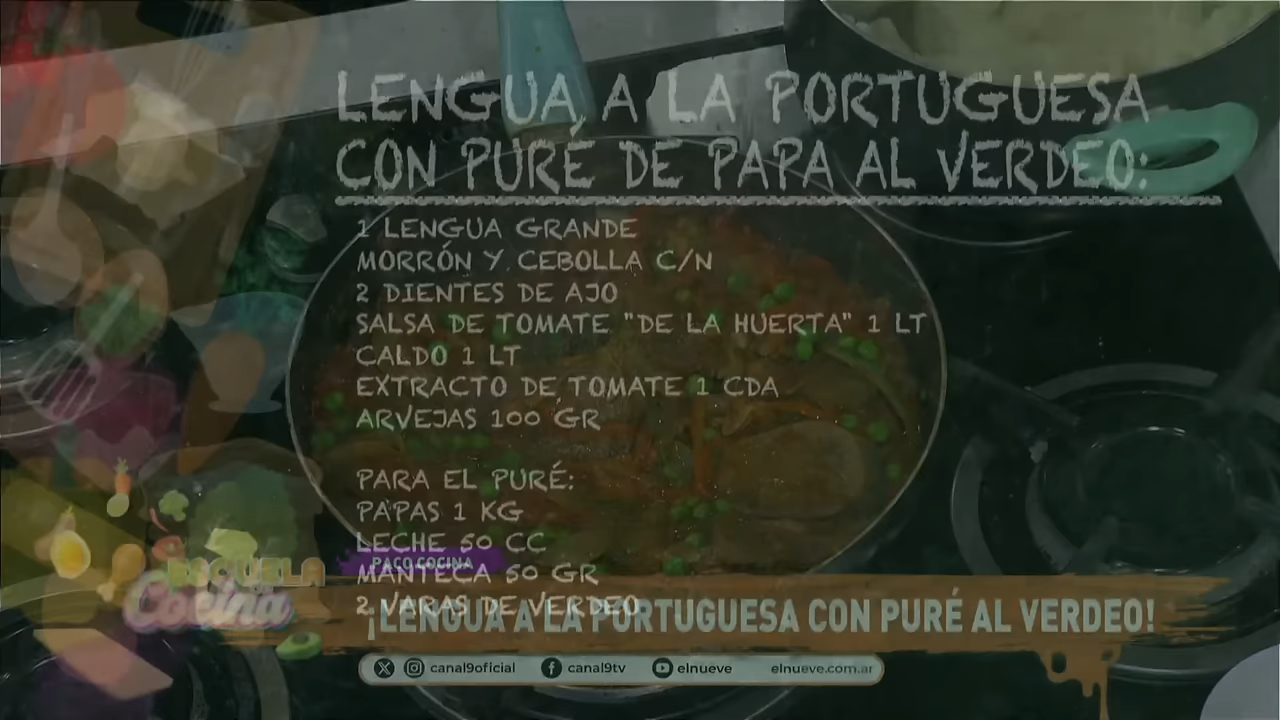 LENGUA A LA PORTUGUESA
CON PURÉ DE PAPA AL VERDEO:
1 LENGUA GRANDE
MORRÓN Y CEBOLLA C/N
2 DIENTES DE AJO
SALSA DE TOMATE "DE LA HUERTA" 1 LT
CALDO 1 LT
EXTRACTO DE TOMATE 1 CDA
ARVEJAS 100 GR
PARA EL PURÉ:
PAPAS 1 KG
LECHE 50 CC
MANTECA 50 GR
2 VARAS DE VERDEO
PACO COCINA
ESCUELA
Cocina
¡LENGUA A LA PORTUGUESA CON PURÉ AL VERDEO!
canal9oficial canal9tv elnueve elnueve.com.ar